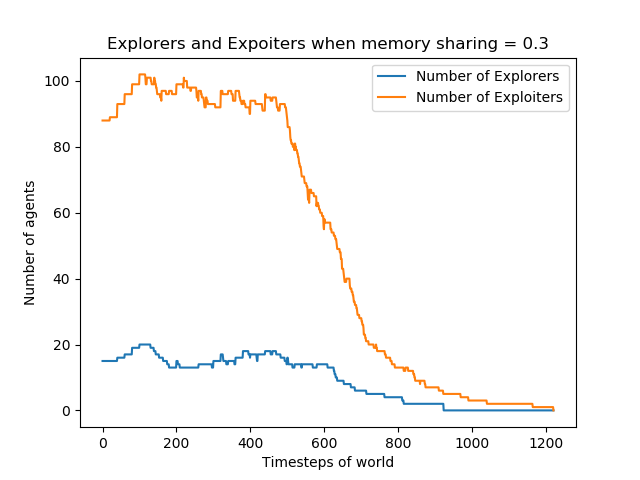 Explorers and Expoiters when memory sharing = 0.3
Number of Explorers
Number of Exploiters
Number of agents
100
80
60
40
20
0
0 200 400 600 800 1000 1200
Timesteps of world